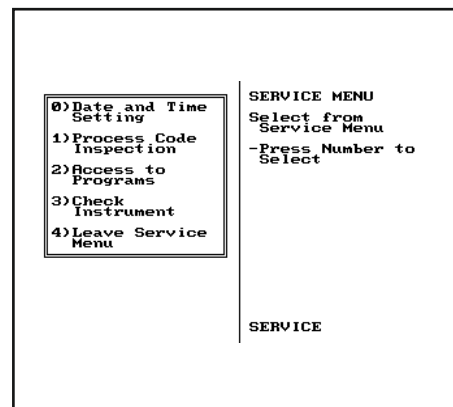 0)Date and Time
Setting
1)Process Code
Inspection
2)Access to
Programs
3)Check
Instrument
4)Leave Service
Menu
SERVICE MENU
Select from
Service Menu
-Press Number to
Select
SERVICE